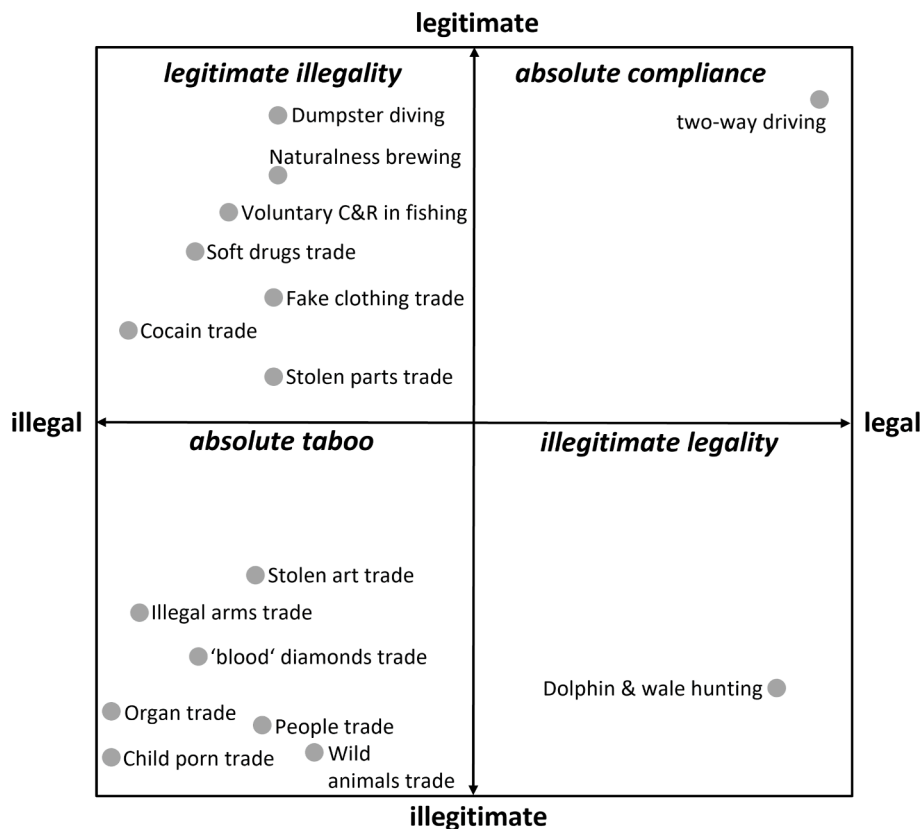 legitimate
legitimate illegality
absolute compliance
Dumpster diving
two-way driving
Naturalness brewing
Voluntary C&R in fishing
Soft drugs trade
Fake clothing trade
Cocain trade
Stolen parts trade
illegal
legal
absolute taboo
illegitimate legality
Stolen art trade
Illegal arms trade
‘blood‘ diamonds trade
Dolphin & wale hunting
Organ trade
People trade
Child porn trade
Wild
animals trade
illegitimate